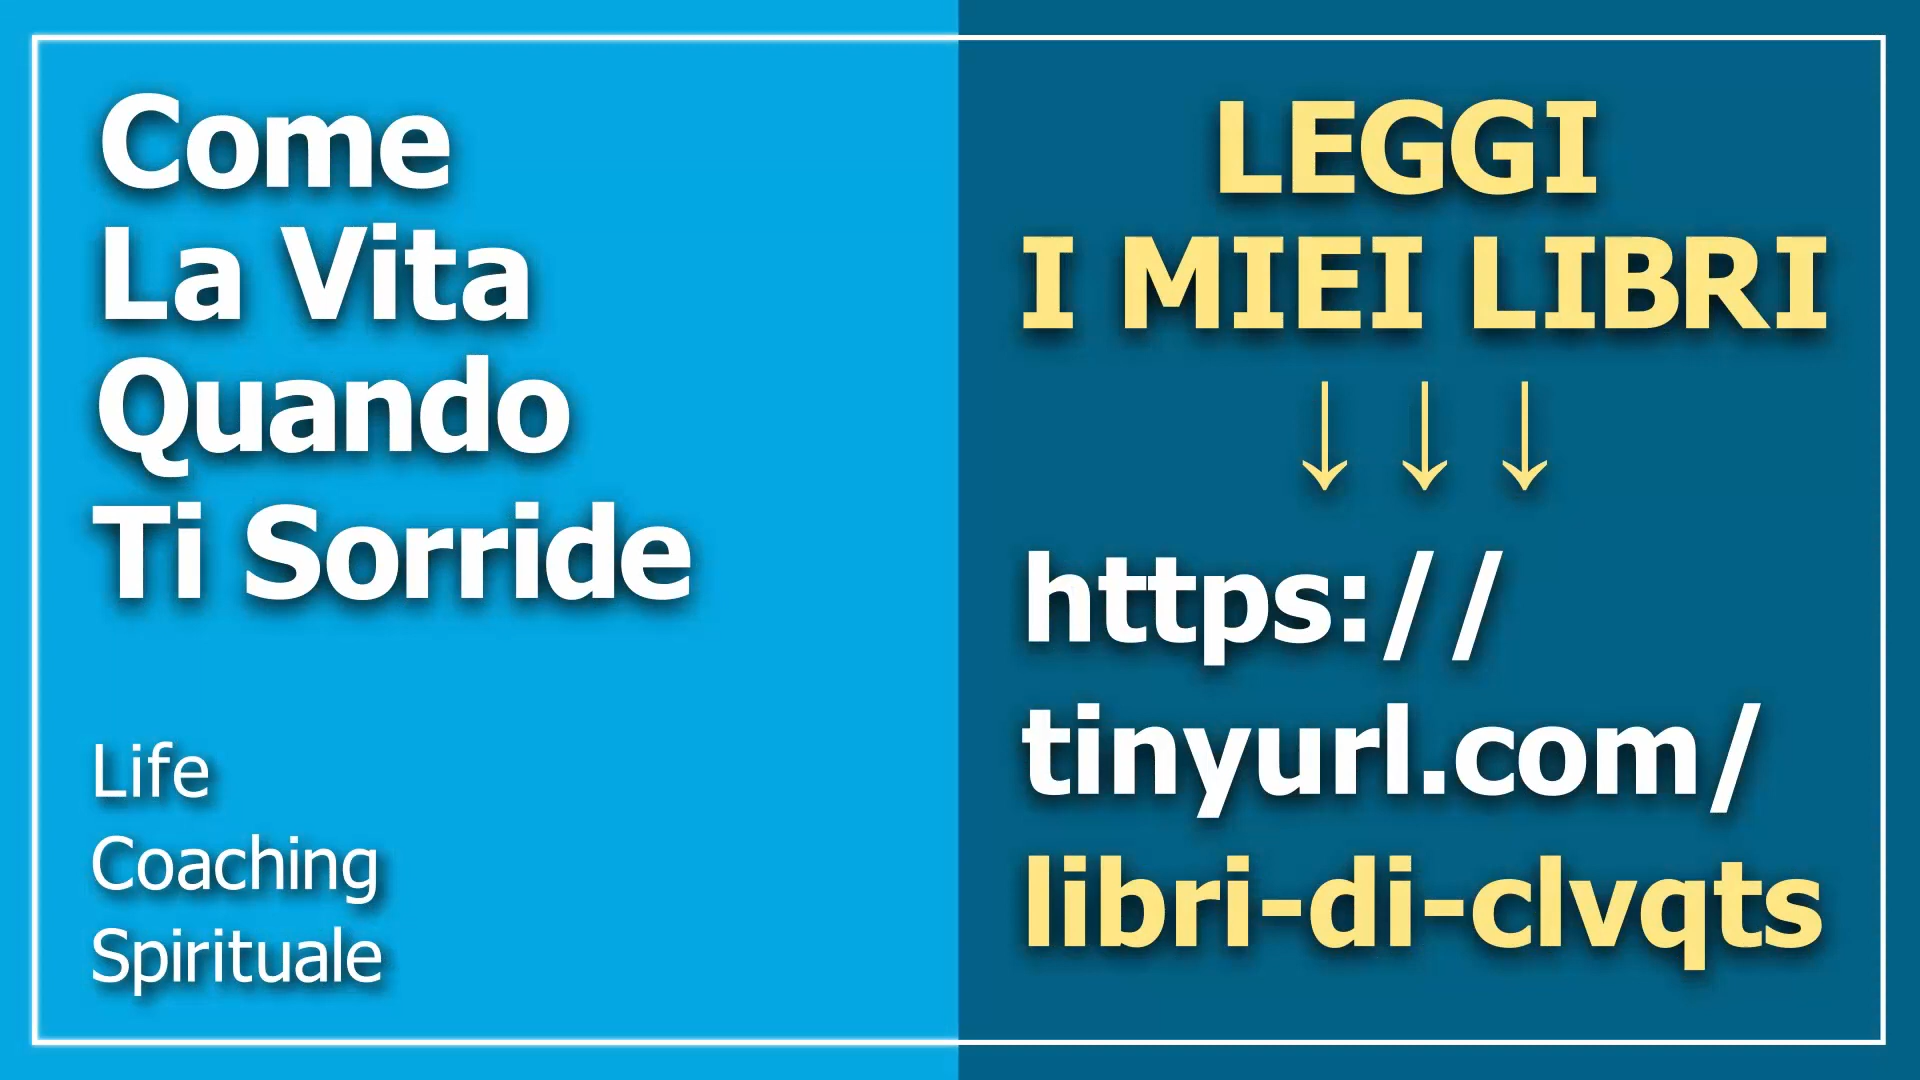 Come
La Vita
Quando
Ti Sorride
Life
Coaching
Spirituale
LEGGI
I MIEI LIBRI
↓ ↓ ↓
https://
tinyurl.com/
libri-di-clvqts